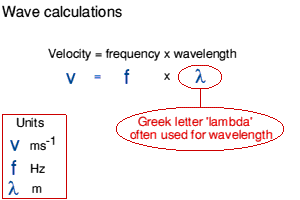 Wave calculations
Velocity = frequency x wavelength
v = f x λ
Greek letter 'lambda'
often used for wavelength
Units
v ms⁻¹
f Hz
λ m